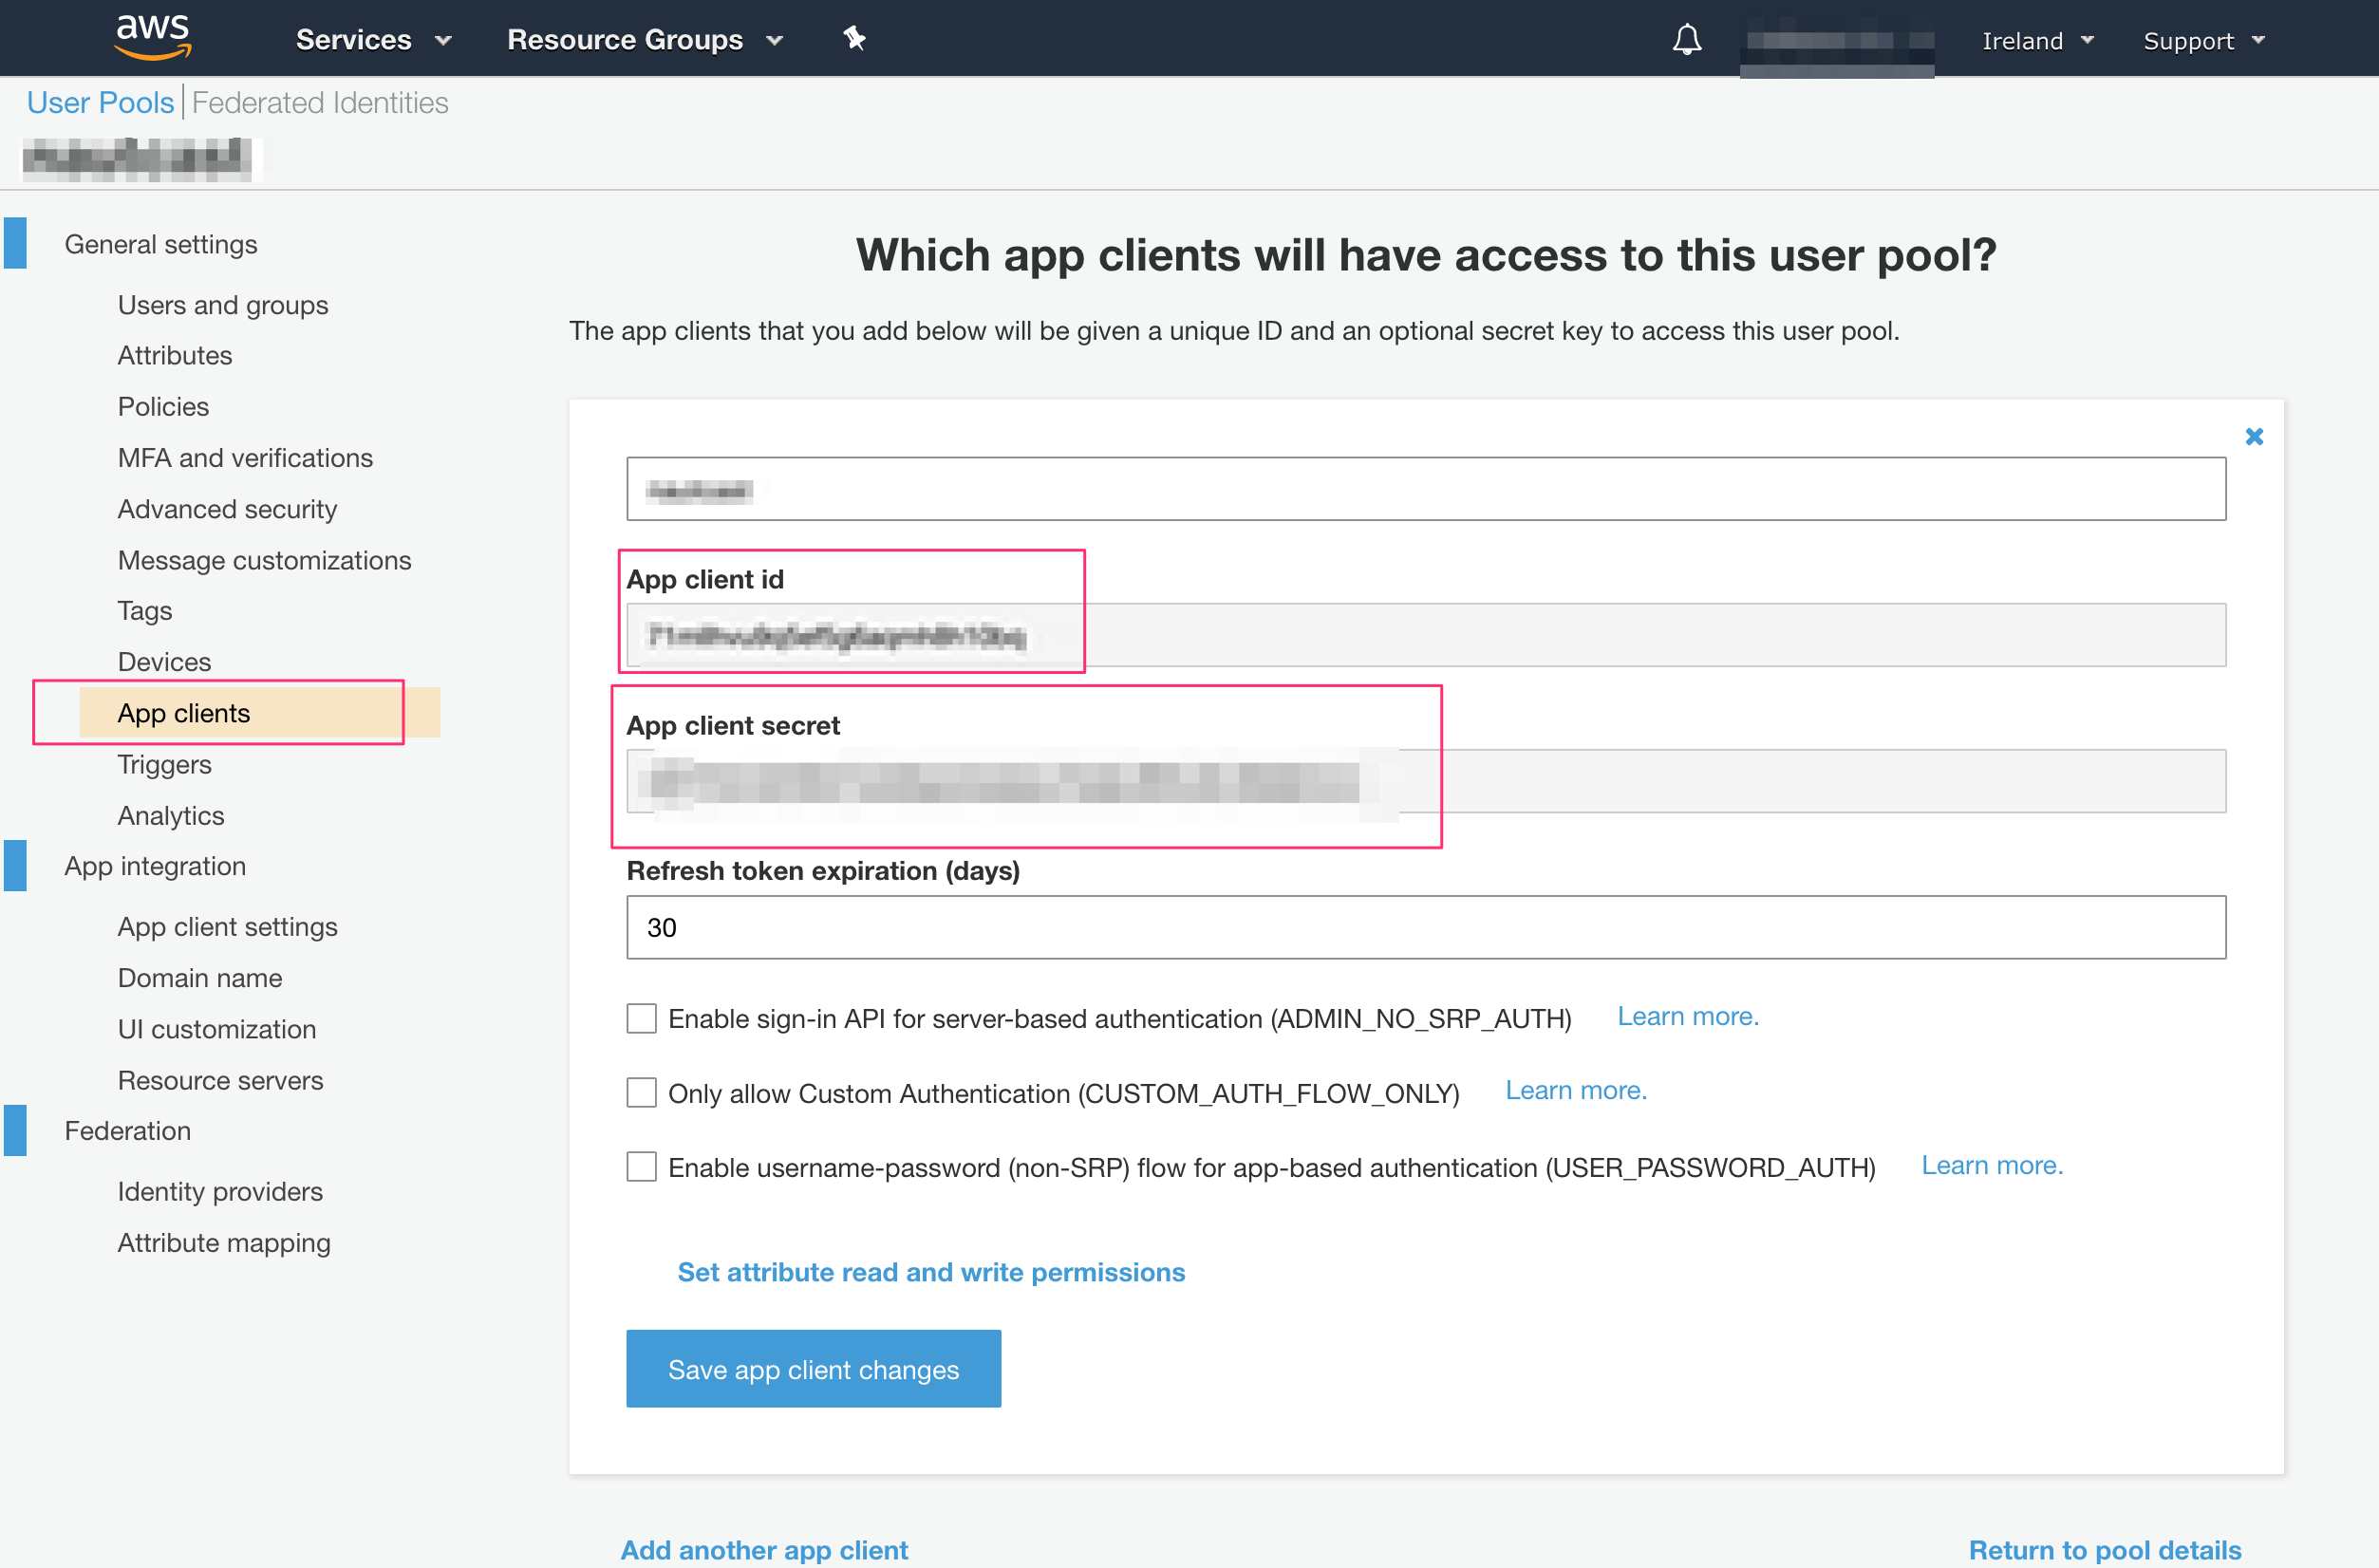 aws Services Resource Groups Ireland Support
User Pools Federated Identities
General settings
Users and groups
Attributes
Policies
MFA and verifications
Advanced security
Message customizations
Tags
Devices
App clients
Triggers
Analytics
App integration
App client settings
Domain name
UI customization
Resource servers
Federation
Identity providers
Attribute mapping
Which app clients will have access to this user pool?
The app clients that you add below will be given a unique ID and an optional secret key to access this user pool.
App client id
App client secret
Refresh token expiration (days)
30
Enable sign-in API for server-based authentication (ADMIN_NO_SRP_AUTH) Learn more.
Only allow Custom Authentication (CUSTOM_AUTH_FLOW_ONLY) Learn more.
Enable username-password (non-SRP) flow for app-based authentication (USER_PASSWORD_AUTH) Learn more.
Set attribute read and write permissions
Save app client changes
Add another app client Return to pool details